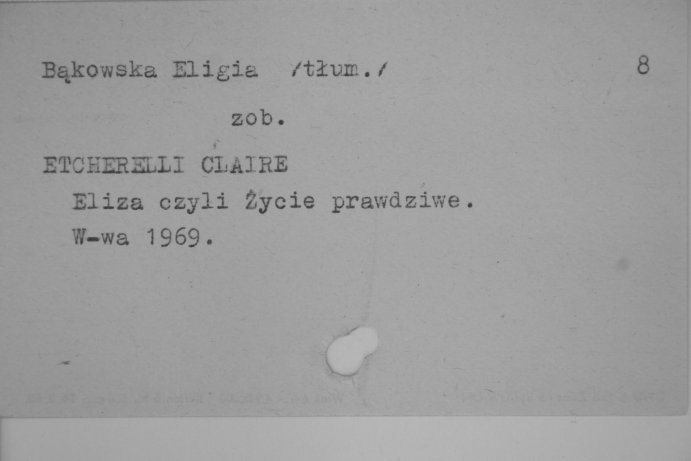 Bąkowska Eligia /tłum./ 8
zob.
ETCHERELLI CLAIRE
Eliza czyli Życie prawdziwe.
W-wa 1969.